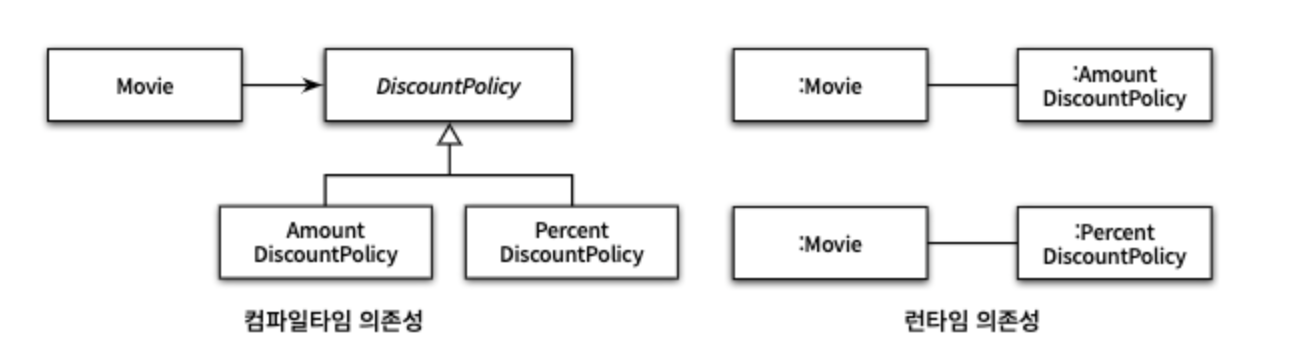 Movie
DiscountPolicy
Amount
DiscountPolicy
Percent
DiscountPolicy
컴파일타임 의존성
:Movie
:Amount
DiscountPolicy
:Movie
:Percent
DiscountPolicy
런타임 의존성